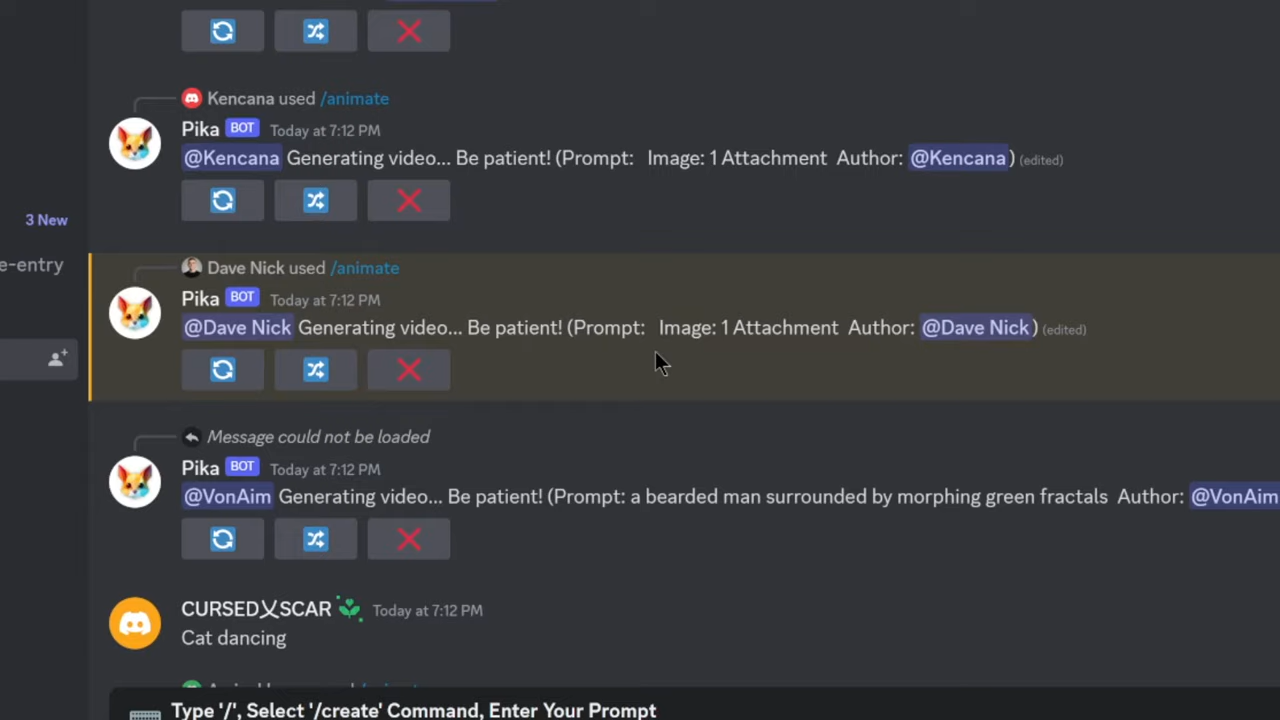 Kencana used /animate
Pika BOT Today at 7:12 PM
@Kencana Generating video... Be patient! (Prompt: Image: 1 Attachment Author: @Kencana) (edited)
3 New
e-entry
Dave Nick used /animate
Pika BOT Today at 7:12 PM
@Dave Nick Generating video... Be patient! (Prompt: Image: 1 Attachment Author: @Dave Nick) (edited)
Message could not be loaded
Pika BOT Today at 7:12 PM
@VonAim Generating video... Be patient! (Prompt: a bearded man surrounded by morphing green fractals Author: @VonAim
CURSED乂SCAR Today at 7:12 PM
Cat dancing
Type '/', Select '/create' Command, Enter Your Prompt